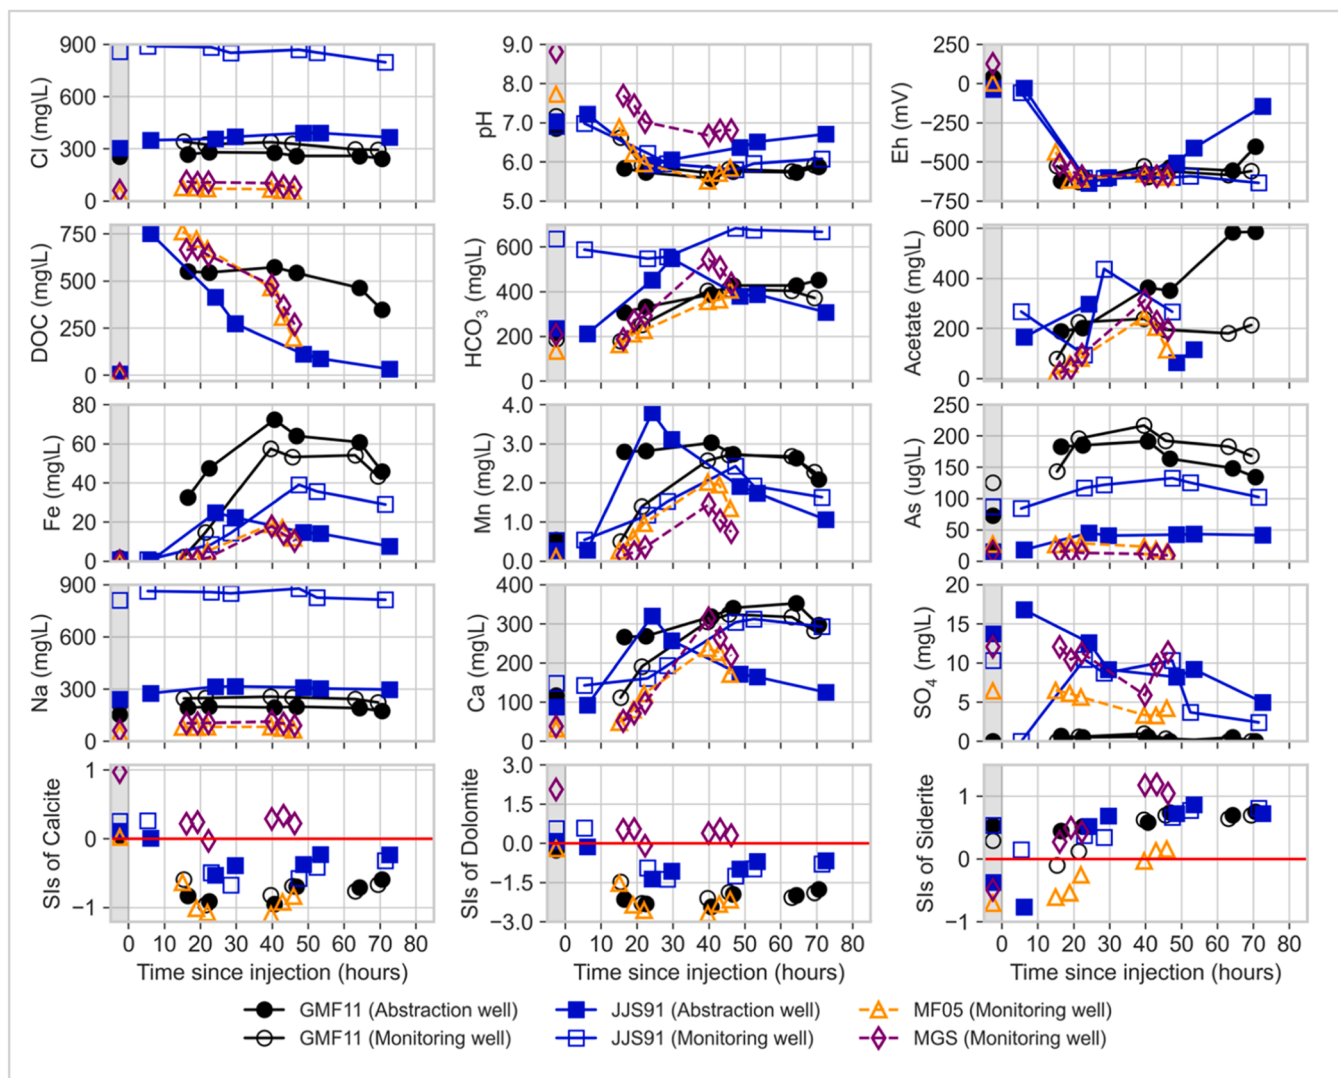 Cl (mg\L)
900
600
300
0
pH
9.0
8.0
7.0
6.0
5.0
Eh (mV)
250
0
−250
−500
−750
DOC (mg\L)
750
500
250
0
HCO3 (mg\L)
600
400
200
0
Acetate (mg\L)
600
400
200
0
Fe (mg\L)
80
60
40
20
0
Mn (mg\L)
4.0
3.0
2.0
1.0
0.0
As (ug\L)
250
200
150
100
50
0
Na (mg\L)
900
600
300
0
Ca (mg\L)
400
300
200
100
0
SO4 (mg\L)
20
15
10
5
0
SIs of Calcite
1
0
−1
0 10 20 30 40 50 60 70 80
Time since injection (hours)
SIs of Dolomite
3.0
1.5
0.0
−1.5
−3.0
0 10 20 30 40 50 60 70 80
Time since injection (hours)
SIs of Siderite
1
0
−1
0 10 20 30 40 50 60 70 80
Time since injection (hours)
GMF11 (Abstraction well)
GMF11 (Monitoring well)
JJS91 (Abstraction well)
JJS91 (Monitoring well)
MF05 (Monitoring well)
MGS (Monitoring well)